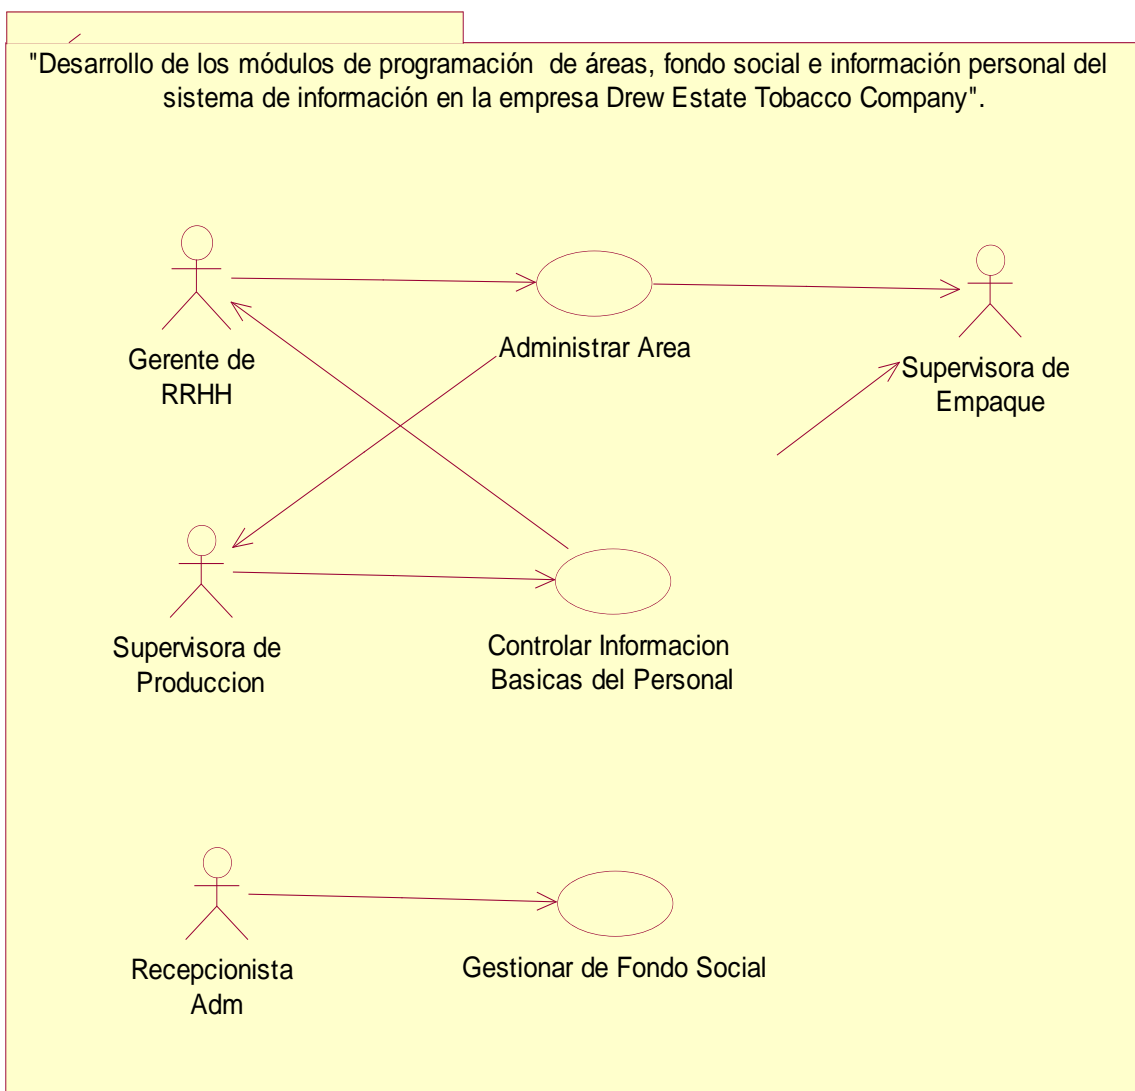 "Desarrollo de los módulos de programación  de áreas, fondo social e información personal del
sistema de información en la empresa Drew Estate Tobacco Company".
Gerente de
RRHH
Administrar Area
Supervisora de
Empaque
Supervisora de
Produccion
Controlar Informacion
Basicas del Personal
Recepcionista
Adm
Gestionar de Fondo Social